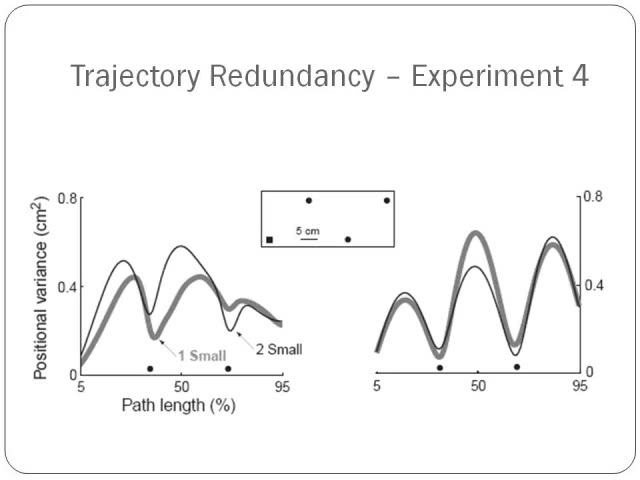 Trajectory Redundancy – Experiment 4
Positional variance (cm²)
0.8
0.4
0
5
50
95
Path length (%)
1 Small
2 Small
5 cm
0.8
0.4
0
5
50
95